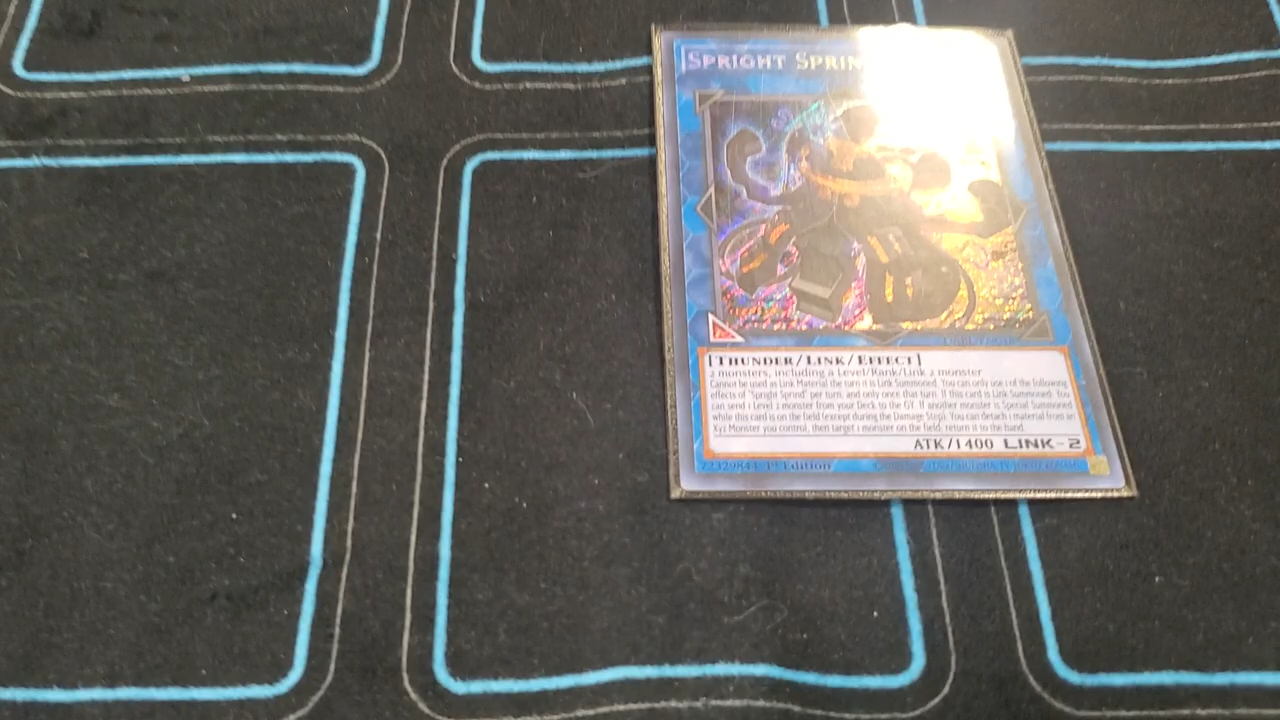 SPRIGHT SPRIN
[THUNDER/LINK/EFFECT]
2 monsters, including a Level/Rank/Link 2 monster
Cannot be used as Link Material the turn it is Link Summoned. You can only use 1 of the following
effects of "Spright Sprind" per turn, and only once that turn. If this card is Link Summoned: You
can send 1 Level 2 monster from your Deck to the GY. If another monster is Special Summoned
while this card is on the field (except during the Damage Step): You can detach 1 material from an
Xyz Monster you control, then target 1 monster on the field; return it to the hand.
ATK/1400 LINK-2
72329844 1st Edition